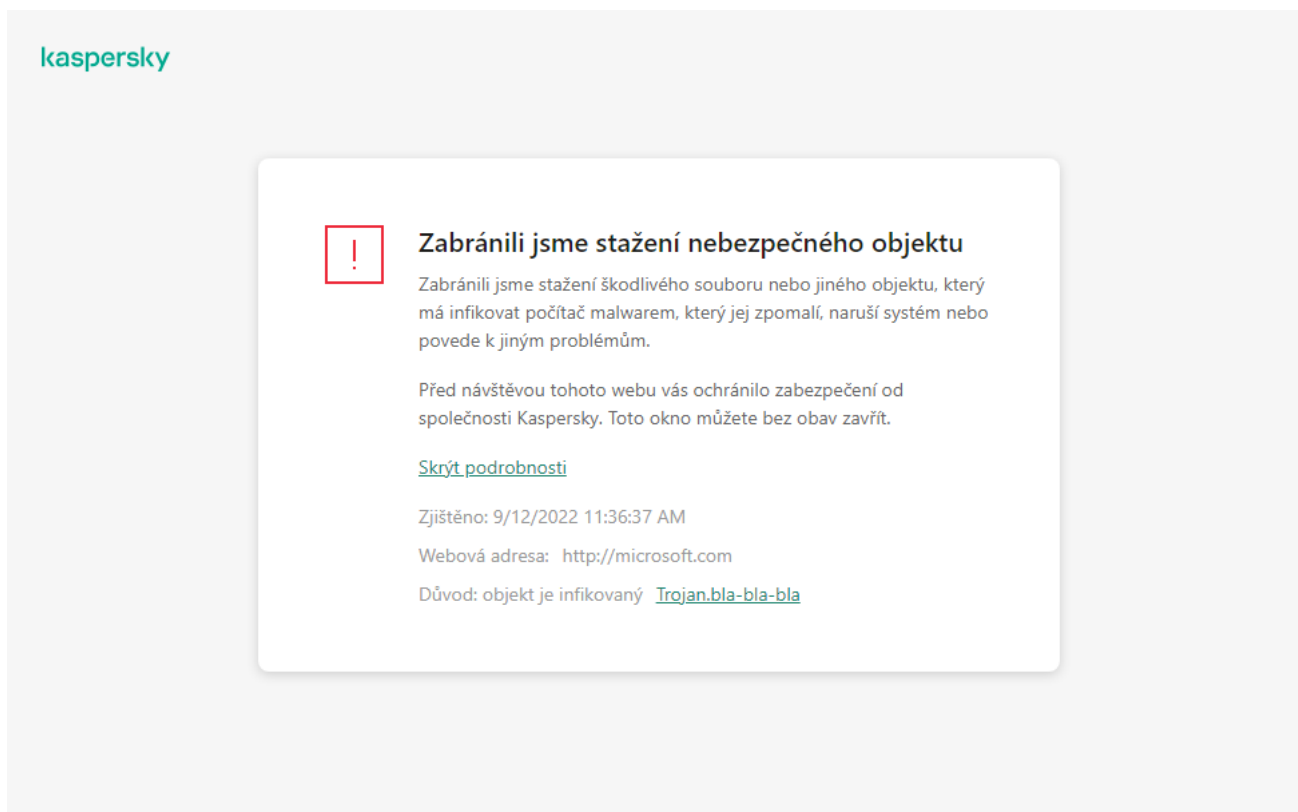 kaspersky
!
Zabránili jsme stažení nebezpečného objektu
Zabránili jsme stažení škodlivého souboru nebo jiného objektu, který
má infikovat počítač malwarem, který jej zpomalí, naruší systém nebo
povede k jiným problémům.
Před návštěvou tohoto webu vás ochránilo zabezpečení od
společnosti Kaspersky. Toto okno můžete bez obav zavřít.
Skrýt podrobnosti
Zjištěno: 9/12/2022 11:36:37 AM
Webová adresa: http://microsoft.com
Důvod: objekt je infikovaný Trojan.bla-bla-bla